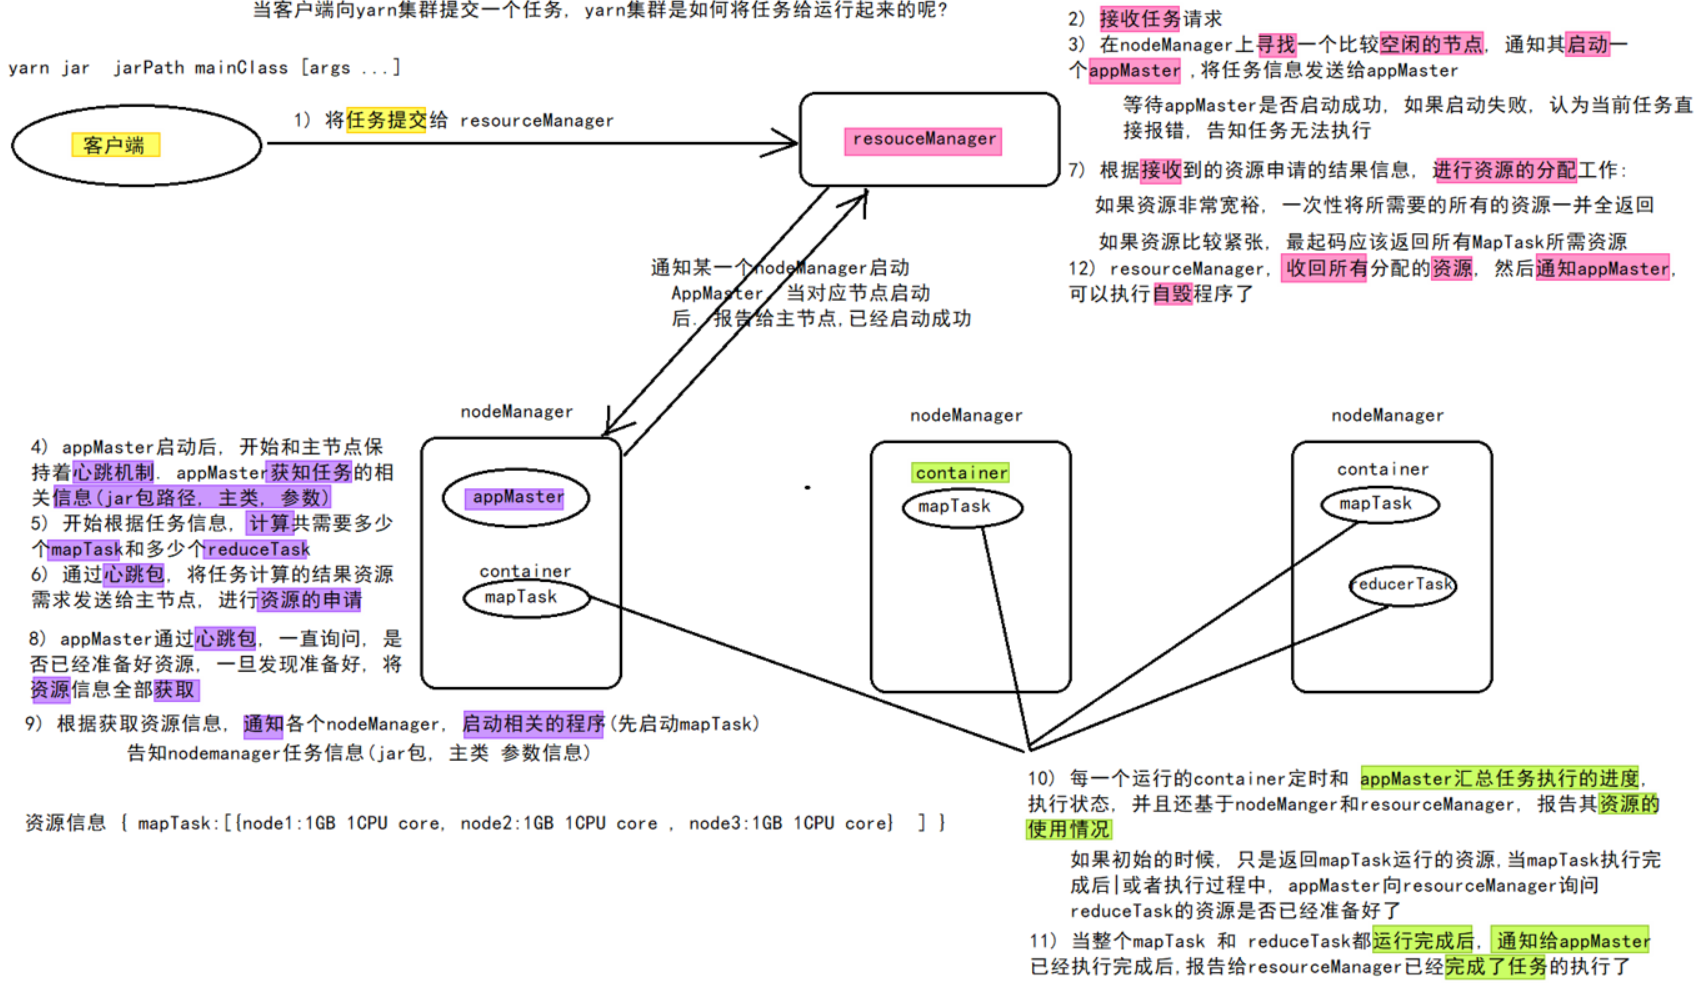 当客户端向yarn集群提交一个任务, yarn集群是如何将任务给运行起来的呢?
yarn jar  jarPath mainClass [args ...]
客户端
1) 将任务提交给 resourceManager
resouceManager
2) 接收任务请求
3) 在nodeManager上寻找一个比较空闲的节点, 通知其启动一
个appMaster ,将任务信息发送给appMaster
等待appMaster是否启动成功, 如果启动失败, 认为当前任务直
接报错, 告知任务无法执行
7) 根据接收到的资源申请的结果信息, 进行资源的分配工作:
如果资源非常宽裕, 一次性将所需要的所有的资源一并全返回
如果资源比较紧张, 最起码应该返回所有MapTask所需资源
12) resourceManager, 收回所有分配的资源, 然后通知appMaster,
可以执行自毁程序了
通知某一个nodeManager启动
AppMaster, 当对应节点启动
后. 报告给主节点,已经启动成功
nodeManager
appMaster
container
mapTask
nodeManager
container
mapTask
nodeManager
container
mapTask
reducerTask
4) appMaster启动后, 开始和主节点保
持着心跳机制. appMaster获知任务的相
关信息(jar包路径, 主类, 参数)
5) 开始根据任务信息, 计算共需要多少
个mapTask和多少个reduceTask
6) 通过心跳包, 将任务计算的结果资源
需求发送给主节点, 进行资源的申请
8) appMaster通过心跳包, 一直询问, 是
否已经准备好资源, 一旦发现准备好, 将
资源信息全部获取
9) 根据获取资源信息, 通知各个nodeManager, 启动相关的程序(先启动mapTask)
告知nodemanager任务信息(jar包, 主类 参数信息)
资源信息 { mapTask:[{node1:1GB 1CPU core, node2:1GB 1CPU core , node3:1GB 1CPU core}  ] }
10) 每一个运行的container定时和 appMaster汇总任务执行的进度,
执行状态, 并且还基于nodeManger和resourceManager, 报告其资源的
使用情况
如果初始的时候, 只是返回mapTask运行的资源,当mapTask执行完
成后|或者执行过程中, appMaster向resourceManager询问
reduceTask的资源是否已经准备好了
11) 当整个mapTask 和 reduceTask都运行完成后, 通知给appMaster
已经执行完成后,报告给resourceManager已经完成了任务的执行了